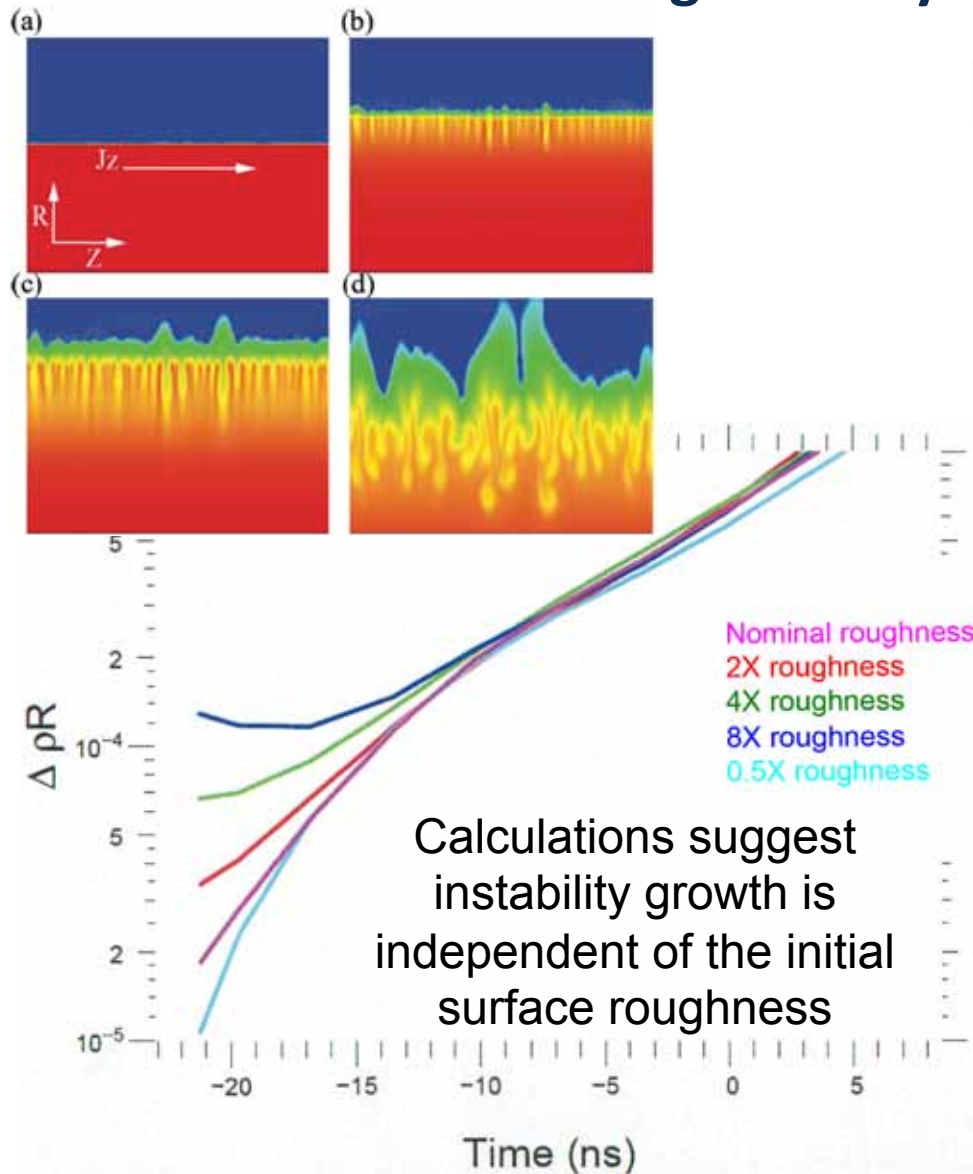 (a)
(b)
Jz
R
Z
(c)
(d)
5
2
10⁻⁴
5
2
10⁻⁵
Δ ρR
Nominal roughness
2X roughness
4X roughness
8X roughness
0.5X roughness
Calculations suggest
instability growth is
independent of the initial
surface roughness
−20 −15 −10 −5 0 5
Time (ns)